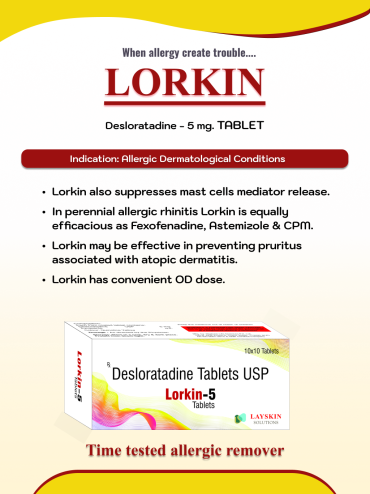 When allergy create trouble....
LORKIN
Desloratadine - 5 mg. TABLET
Indication: Allergic Dermatological Conditions
• Lorkin also suppresses mast cells mediator release.
• In perennial allergic rhinitis Lorkin is equally
efficacious as Fexofenadine, Astemizole & CPM.
• Lorkin may be effective in preventing pruritus
associated with atopic dermatitis.
• Lorkin has convenient OD dose.
Lorkin-5
Tablets
10x10 Tablets
℞
Desloratadine Tablets USP
Lorkin-5
Tablets
LAYSKIN
SOLUTIONS
Time tested allergic remover